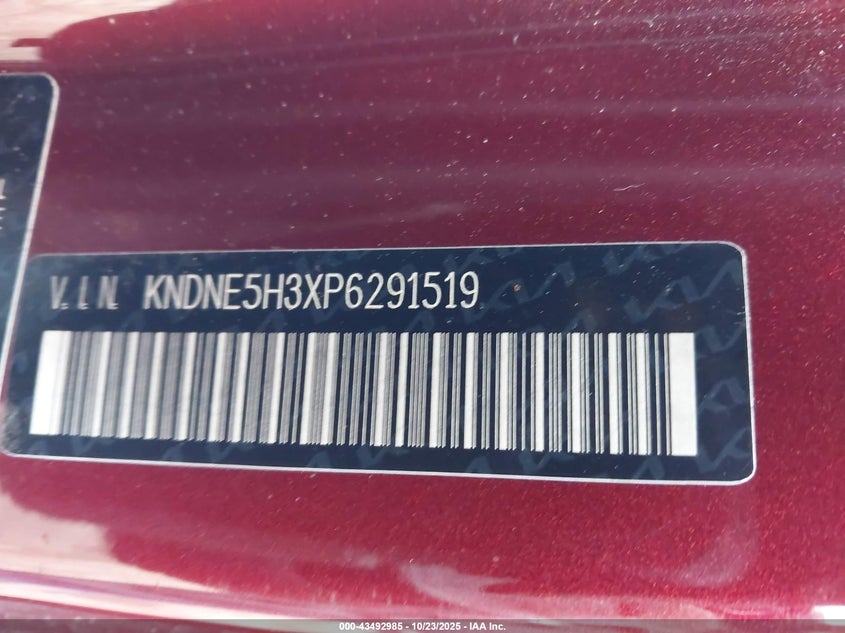 V.I.N. KNDNE5H3XP6291519
000-43492985 - 10/23/2025 - IAA Inc.